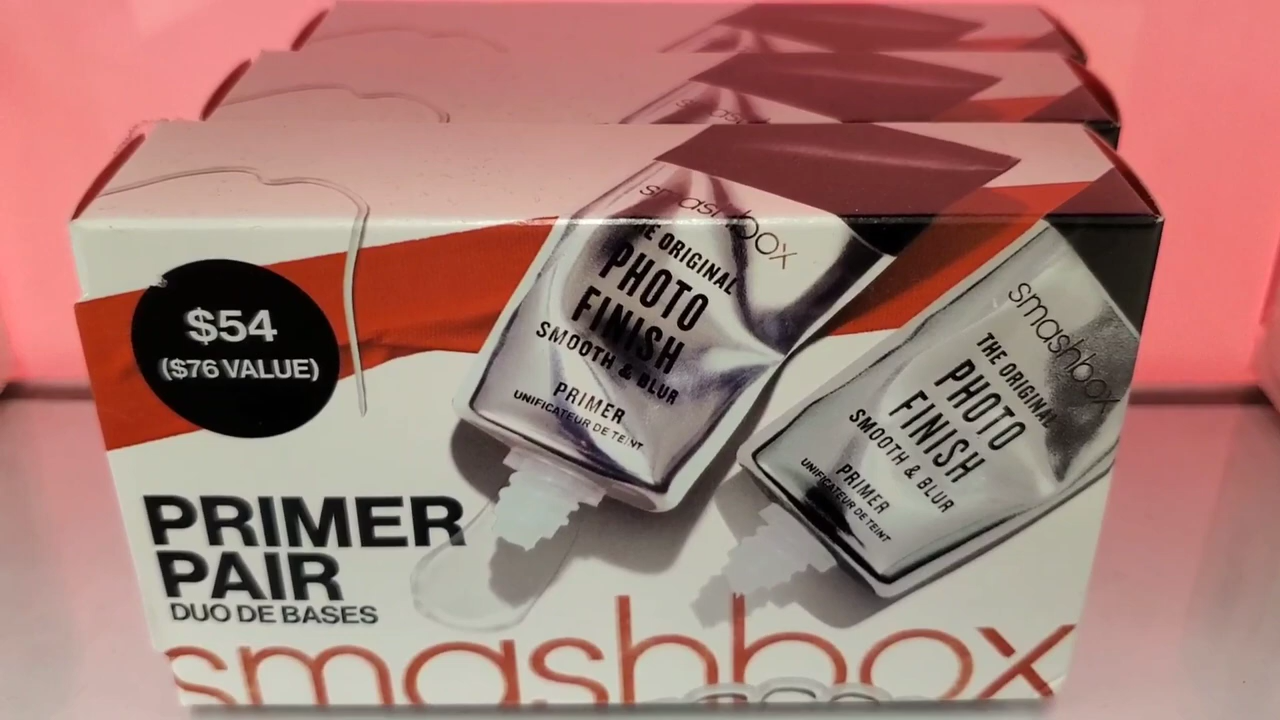 smashbox
THE ORIGINAL
PHOTO
FINISH
SMOOTH & BLUR
PRIMER
UNIFICATEUR DE TEINT
smashbox
THE ORIGINAL
PHOTO
FINISH
SMOOTH & BLUR
PRIMER
UNIFICATEUR DE TEINT
$54
($76 VALUE)
PRIMER
PAIR
DUO DE BASES
smashbox